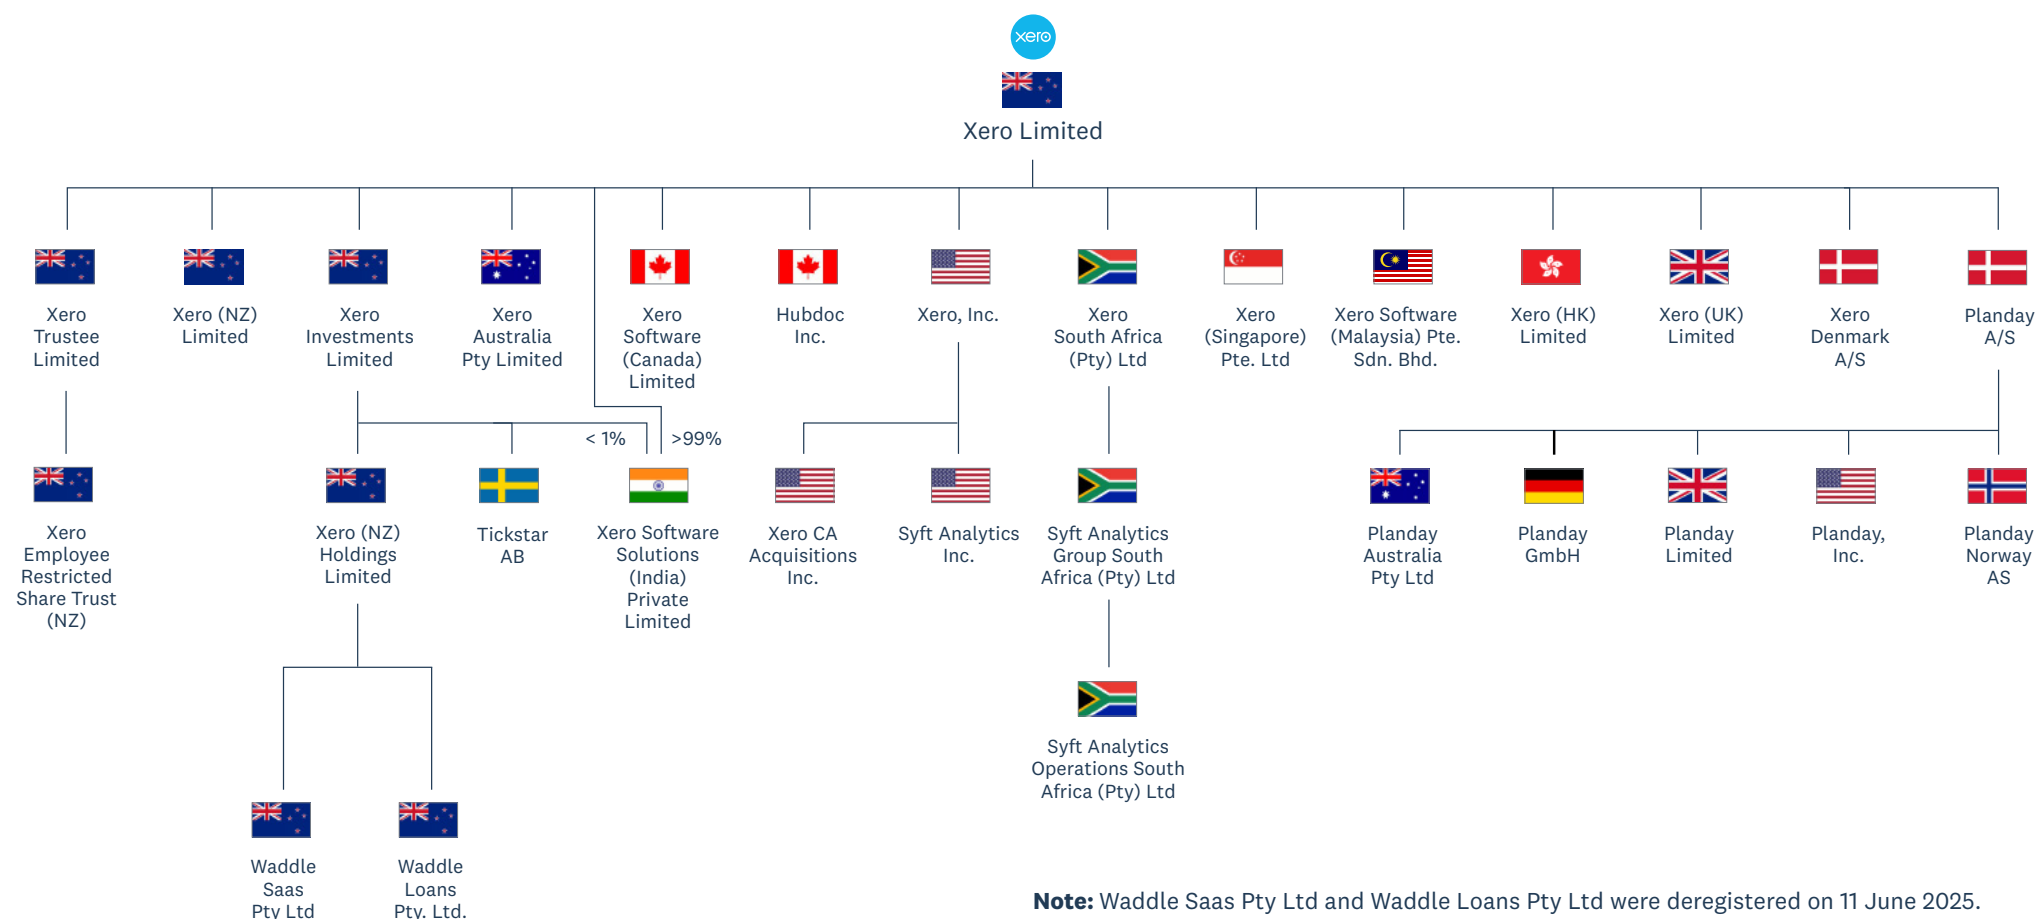 xero
Xero Limited
Xero
Trustee
Limited
Xero (NZ)
Limited
Xero
Investments
Limited
Xero
Australia
Pty Limited
Xero
Software
(Canada)
Limited
Hubdoc
Inc.
Xero, Inc.
Xero
South Africa
(Pty) Ltd
Xero
(Singapore)
Pte. Ltd
Xero Software
(Malaysia) Pte.
Sdn. Bhd.
Xero (HK)
Limited
Xero (UK)
Limited
Xero
Denmark
A/S
Planday
A/S
< 1%
>99%
Xero
Employee
Restricted
Share Trust
(NZ)
Xero (NZ)
Holdings
Limited
Tickstar
AB
Xero Software
Solutions
(India)
Private
Limited
Xero CA
Acquisitions
Inc.
Syft Analytics
Inc.
Syft Analytics
Group South
Africa (Pty) Ltd
Planday
Australia
Pty Ltd
Planday
GmbH
Planday
Limited
Planday,
Inc.
Planday
Norway
AS
Syft Analytics
Operations South
Africa (Pty) Ltd
Waddle
Saas
Pty Ltd
Waddle
Loans
Pty. Ltd.
Note: Waddle Saas Pty Ltd and Waddle Loans Pty Ltd were deregistered on 11 June 2025.